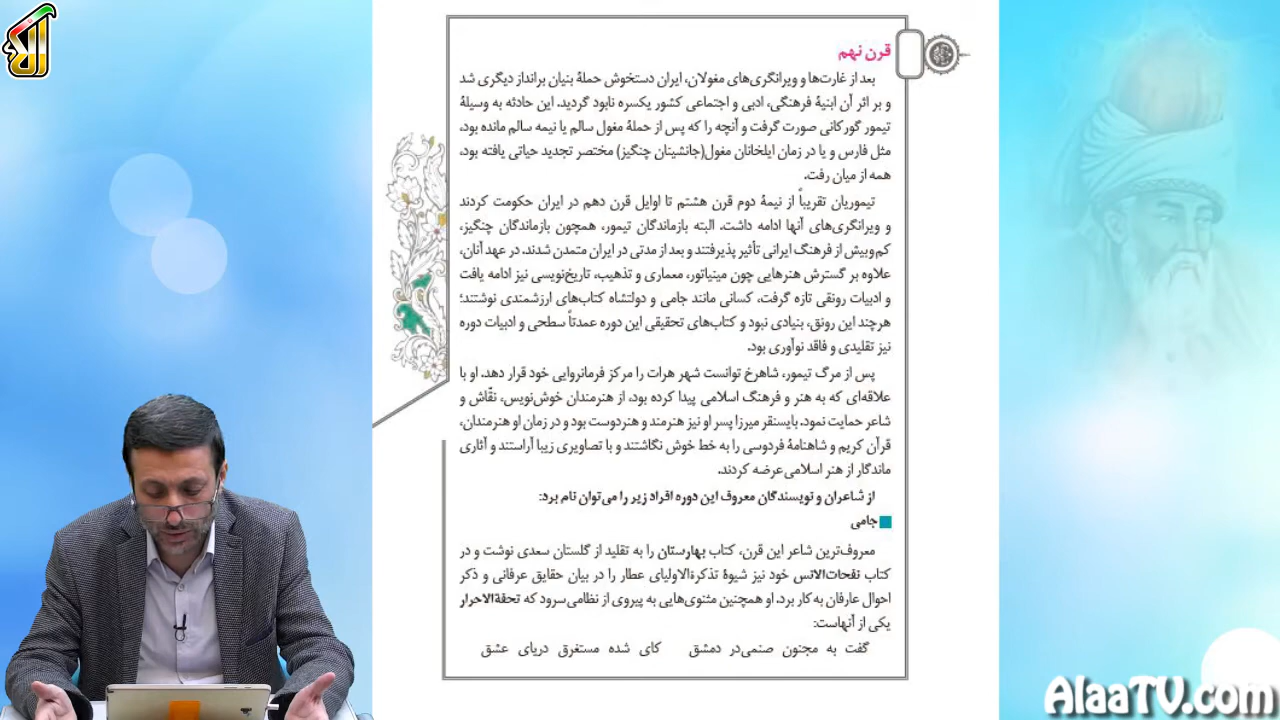 قرن نهم
بعد از غارت‌ها و ویرانگری‌های مغولان، ایران دستخوش حملهٔ بنیان برانداز دیگری شد
و بر اثر آن ابنیهٔ فرهنگی، ادبی و اجتماعی کشور یکسره نابود گردید. این حادثه به وسیلهٔ
تیمور گورکانی صورت گرفت و آنچه را که پس از حملهٔ مغول سالم یا نیمه سالم مانده بود،
مثل فارس و یا در زمان ایلخانان مغول(جانشینان چنگیز) مختصر تجدید حیاتی یافته بود،
همه از میان رفت.
تیموریان تقریباً از نیمهٔ دوم قرن هشتم تا اوایل قرن دهم در ایران حکومت کردند
و ویرانگری‌های آنها ادامه داشت. البته بازماندگان تیمور، همچون بازماندگان چنگیز،
کم‌وبیش از فرهنگ ایرانی تأثیر پذیرفتند و بعد از مدتی در ایران متمدن شدند. در عهد آنان،
علاوه بر گسترش هنرهایی چون مینیاتور، معماری و تذهیب، تاریخ‌نویسی نیز ادامه یافت
و ادبیات رونقی تازه گرفت، کسانی مانند جامی و دولتشاه کتاب‌های ارزشمندی نوشتند؛
هرچند این رونق، بنیادی نبود و کتاب‌های تحقیقی این دوره عمدتاً سطحی و ادبیات دوره
نیز تقلیدی و فاقد نوآوری بود.
پس از مرگ تیمور، شاهرخ توانست شهر هرات را مرکز فرمانروایی خود قرار دهد. او با
علاقه‌ای که به هنر و فرهنگ اسلامی پیدا کرده بود، از هنرمندان خوش‌نویس، نقّاش و
شاعر حمایت نمود. بایسنقر میرزا پسر او نیز هنرمند و هنردوست بود و در زمان او هنرمندان،
قرآن کریم و شاهنامهٔ فردوسی را به خط خوش نگاشتند و با تصاویری زیبا آراستند و آثاری
ماندگار از هنر اسلامی عرضه کردند.
از شاعران و نویسندگان معروف این دوره افراد زیر را می‌توان نام برد:
جامی
معروف‌ترین شاعر این قرن، کتاب بهارستان را به تقلید از گلستان سعدی نوشت و در
کتاب نفحات‌الانس خود نیز شیوهٔ تذکرةالاولیای عطار را در بیان حقایق عرفانی و ذکر
احوال عارفان به کار برد. او همچنین مثنوی‌هایی به پیروی از نظامی سرود که تحفةالاحرار
یکی از آنهاست:
گفت به مجنون صنمی در دمشق کای شده مستغرق دریای عشق
AlaaTV.com